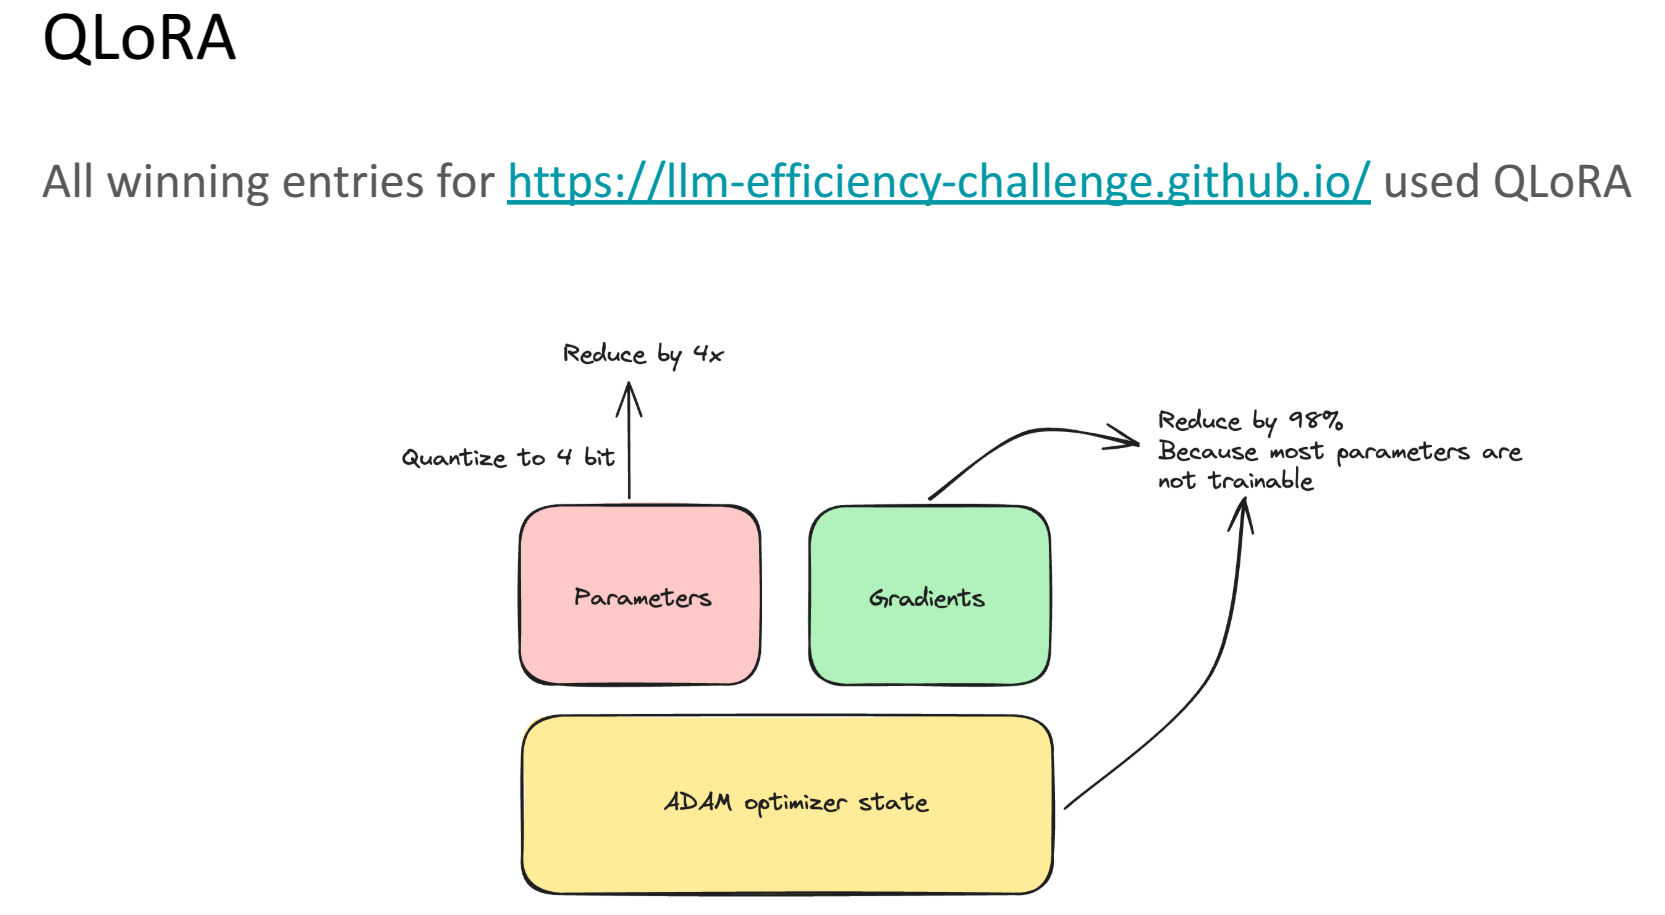 QLoRA
All winning entries for https://llm-efficiency-challenge.github.io/ used QLoRA
Reduce by 4x
Quantize to 4 bit
Reduce by 98%
Because most parameters are
not trainable
Parameters
Gradients
ADAM optimizer state